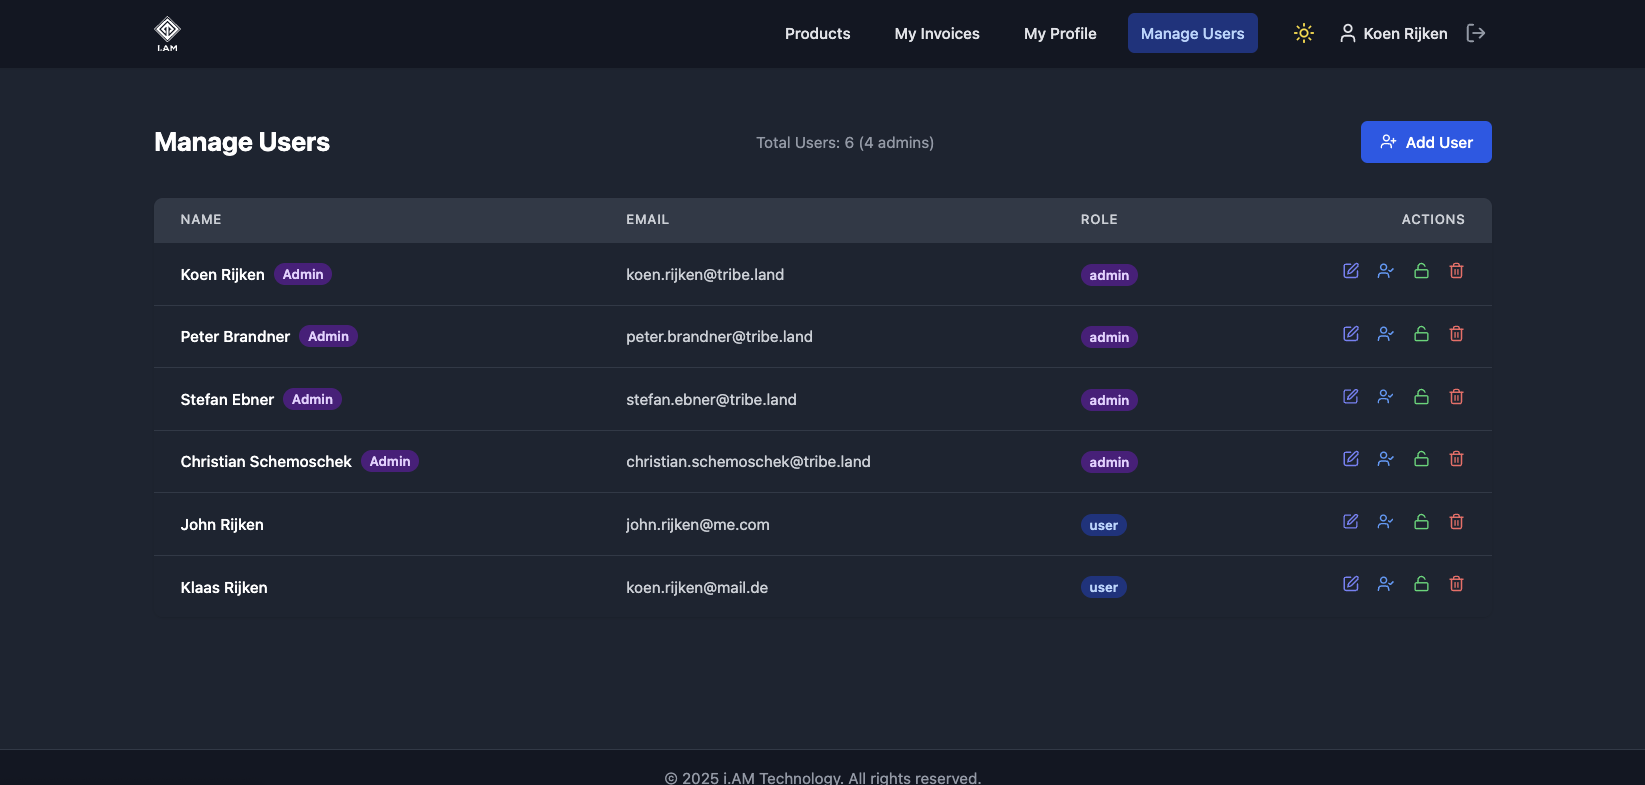 I.AM
Products My Invoices My Profile Manage Users Koen Rijken
Manage Users Total Users: 6 (4 admins) Add User
NAME EMAIL ROLE ACTIONS
Koen Rijken Admin koen.rijken@tribe.land admin
Peter Brandner Admin peter.brandner@tribe.land admin
Stefan Ebner Admin stefan.ebner@tribe.land admin
Christian Schemoschek Admin christian.schemoschek@tribe.land admin
John Rijken john.rijken@me.com user
Klaas Rijken koen.rijken@mail.de user
© 2025 i.AM Technology. All rights reserved.